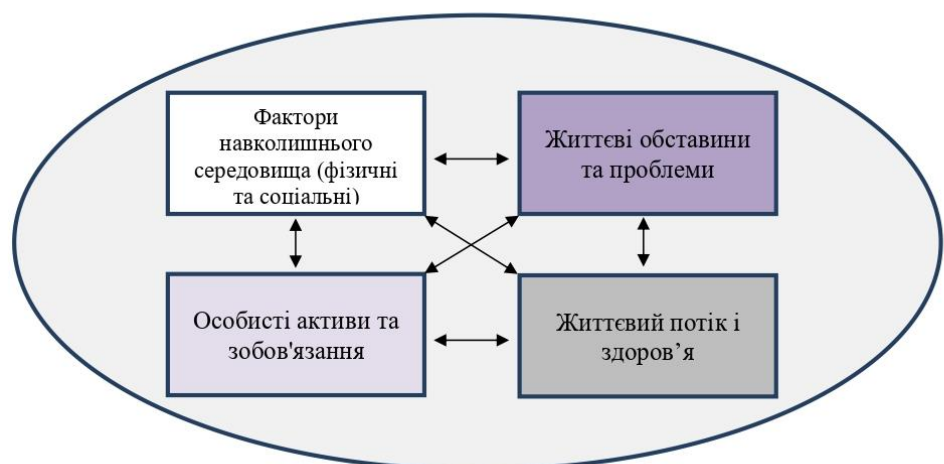 Фактори
навколишнього
середовища (фізичні
та соціальні)
Життєві обставини
та проблеми
Особисті активи та
зобов'язання
Життєвий потік і
здоров’я